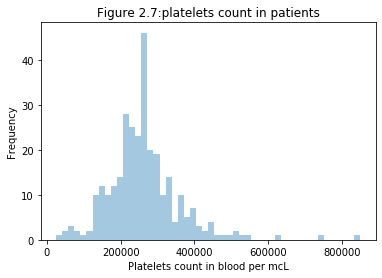 Figure 2.7:platelets count in patients
Frequency
40
30
20
10
0
0 200000 400000 600000 800000
Platelets count in blood per mcL